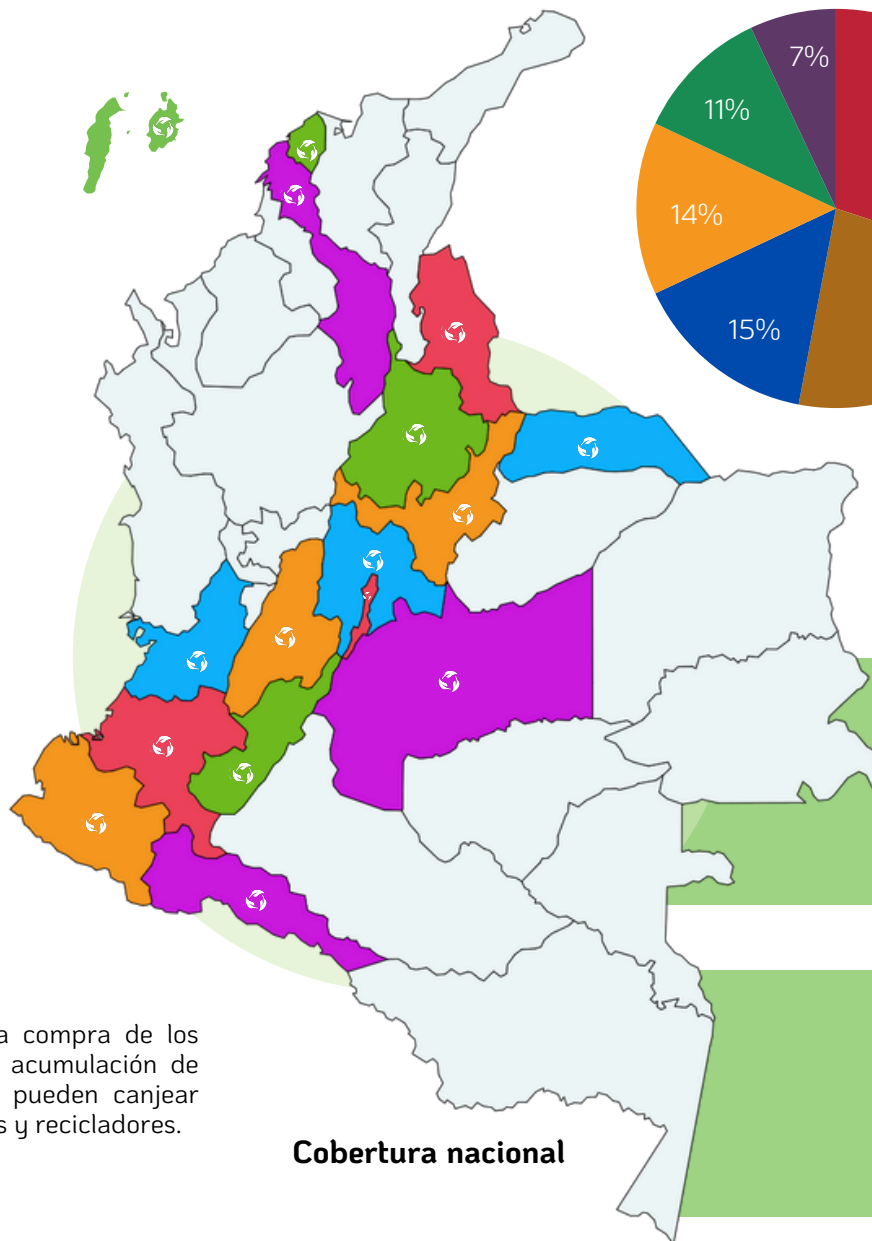 7%
11%
14%
15%
a compra de los
acumulación de
pueden canjear
s y recicladores.
Cobertura nacional